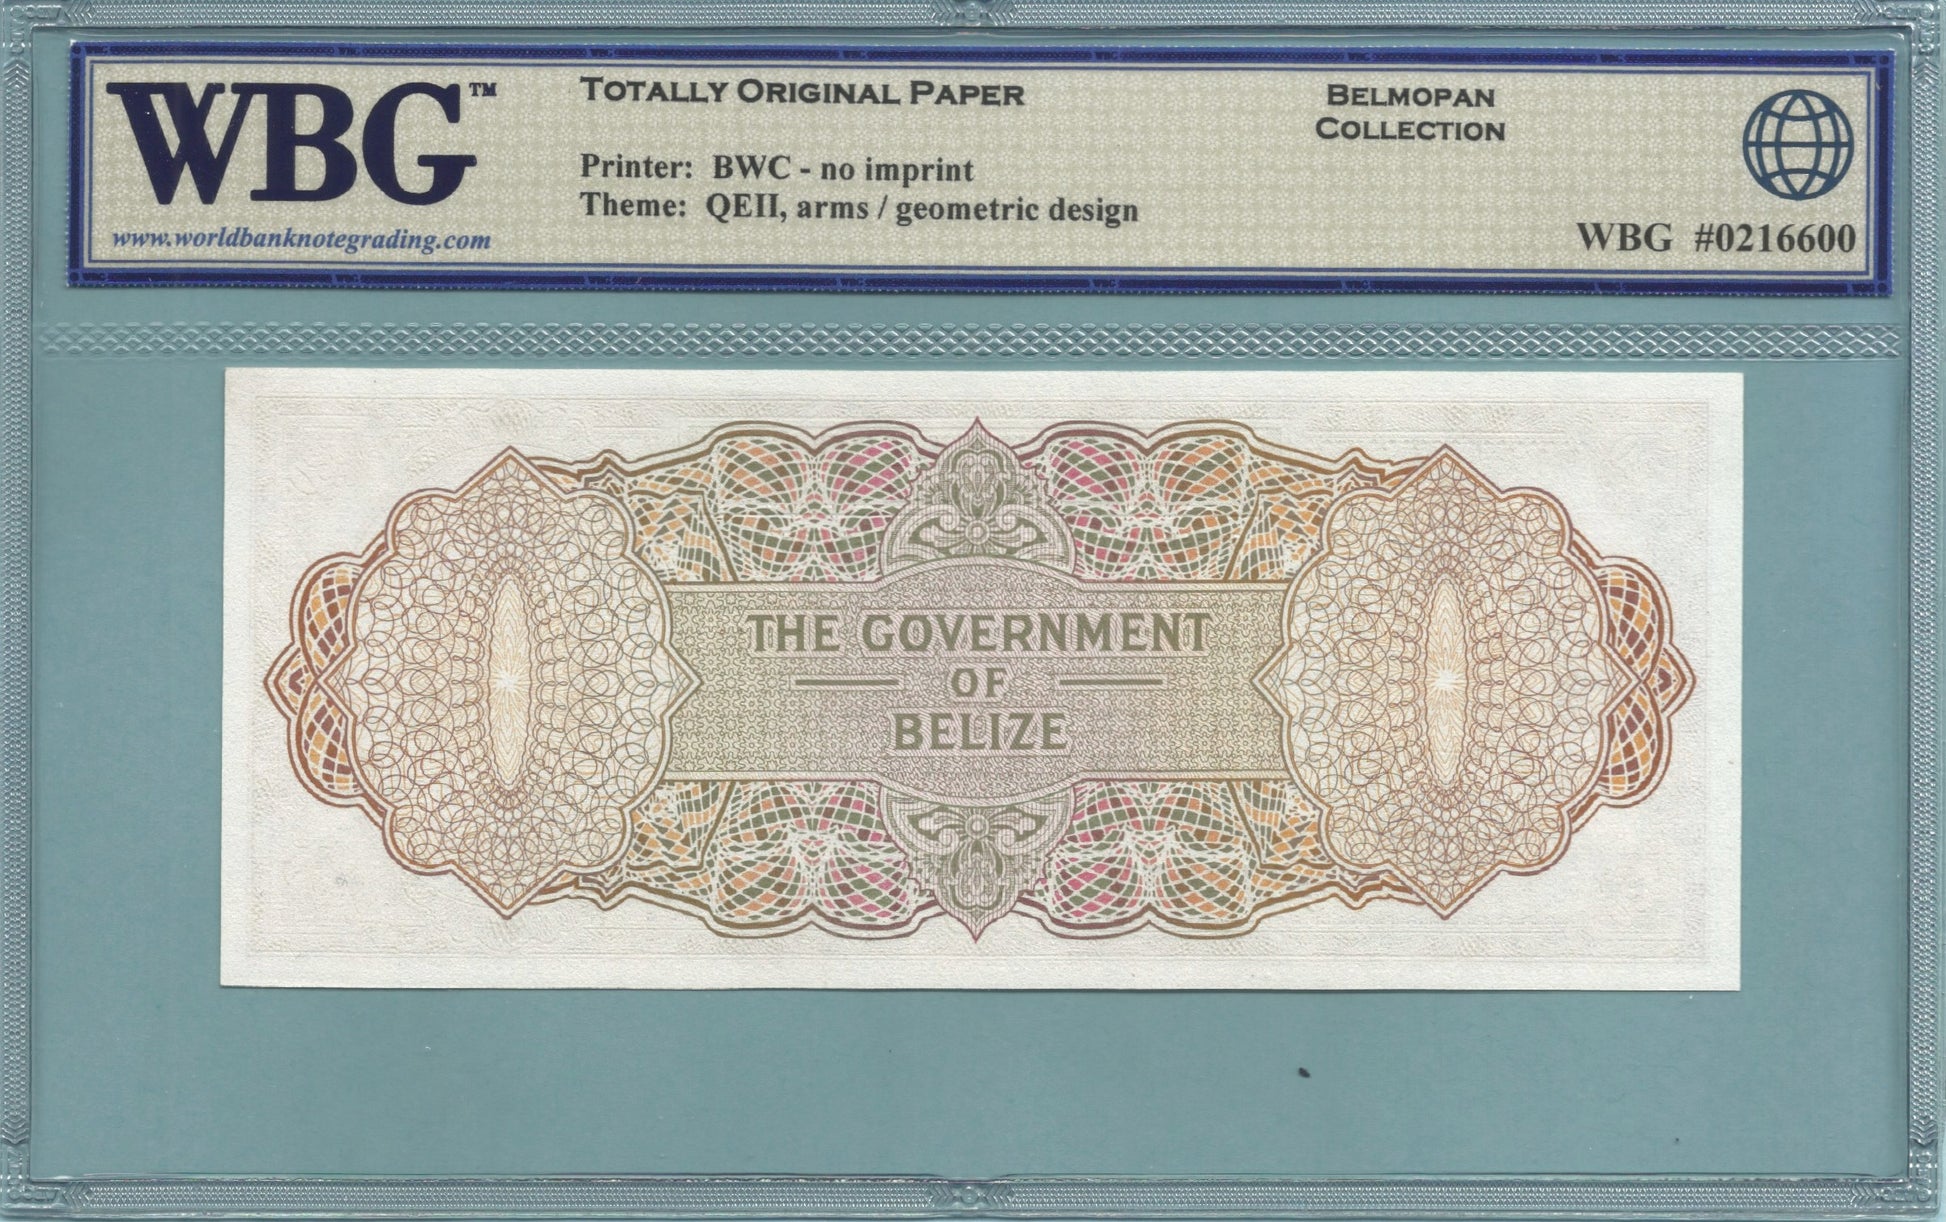 WBG™
www.worldbanknotegrading.com
TOTALLY ORIGINAL PAPER
Printer: BWC - no imprint
Theme: QEII, arms / geometric design
BELMOPAN
COLLECTION
WBG #0216600
THE GOVERNMENT
OF
BELIZE